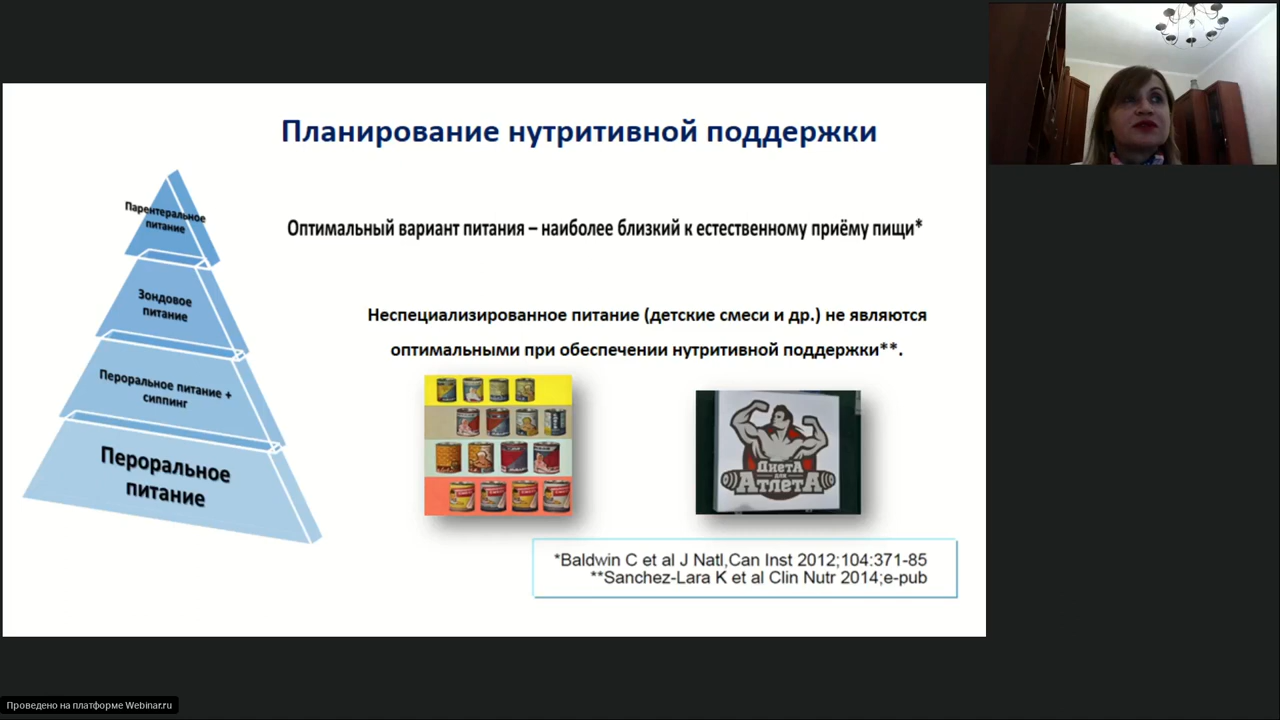 Планирование нутритивной поддержки
Парентеральное
питание
Зондовое
питание
Пероральное питание +
сиппинг
Пероральное
питание
Оптимальный вариант питания – наиболее близкий к естественному приёму пищи*
Неспециализированное питание (детские смеси и др.) не являются
оптимальными при обеспечении нутритивной поддержки**.
ДиетА
для
АтлетА
*Baldwin C et al J Natl,Can Inst 2012;104:371-85
**Sanchez-Lara K et al Clin Nutr 2014;e-pub
Проведено на платформе Webinar.ru